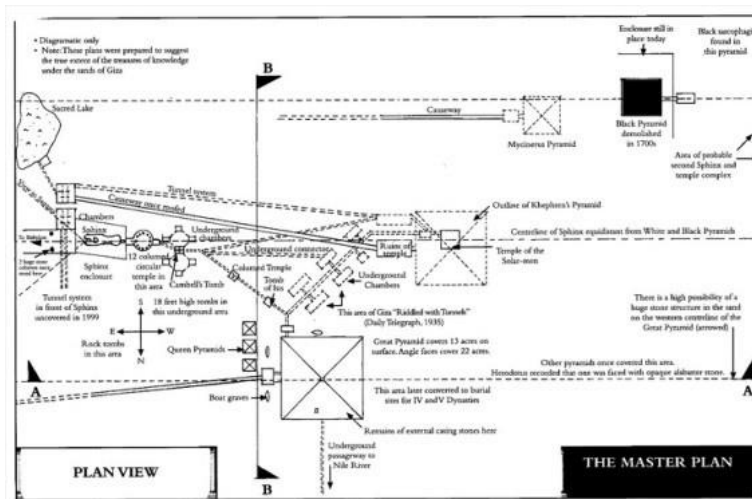 • Diagramatic only
• Note: These plans were prepared to suggest
the true extent of the treasures of knowledge
under the sands of Giza
B
Enclosure still in
place today
Black sarcophagi
found in
this pyramid
Sacred Lake
Causeway
Mycinerus Pyramid
Black Pyramid
demolished
in 1700s
Area of probable
second Sphinx and
temple complex
Tunnel system
Causeway once roofed
Outline of Khephren's Pyramid
Chambers
Sphinx
Underground
chambers
Underground connector
Ruins of
temple
Centreline of Sphinx equidistant from White and Black Pyramids
Temple of the
Solar-men
Sphinx
enclosure
12 columned
circular
temple in
this area
Cambell's Tomb
Columned Temple
Tomb
of Isis
Underground
Chambers
Tunnel system
in front of Sphinx
uncovered in 1999
18 feet high tombs in
this underground area
S
E
W
N
Rock tombs
in this area
This area of Giza "Riddled with Tunnels"
(Daily Telegraph, 1935)
There is a high possibility of a
huge stone structure in the sand
on the western centreline of the
Great Pyramid (arrowed)
Queen Pyramids
Great Pyramid covers 13 acres on
surface. Angle faces cover 22 acres.
Other pyramids once covered this area.
Herodotus recorded that one was faced with opaque alabaster stone.
A
A
Boat graves
This area later converted to burial
sites for IV and V Dynasties
Remains of external casing stones here
Underground
passageway to
Nile River
B
PLAN VIEW
THE MASTER PLAN